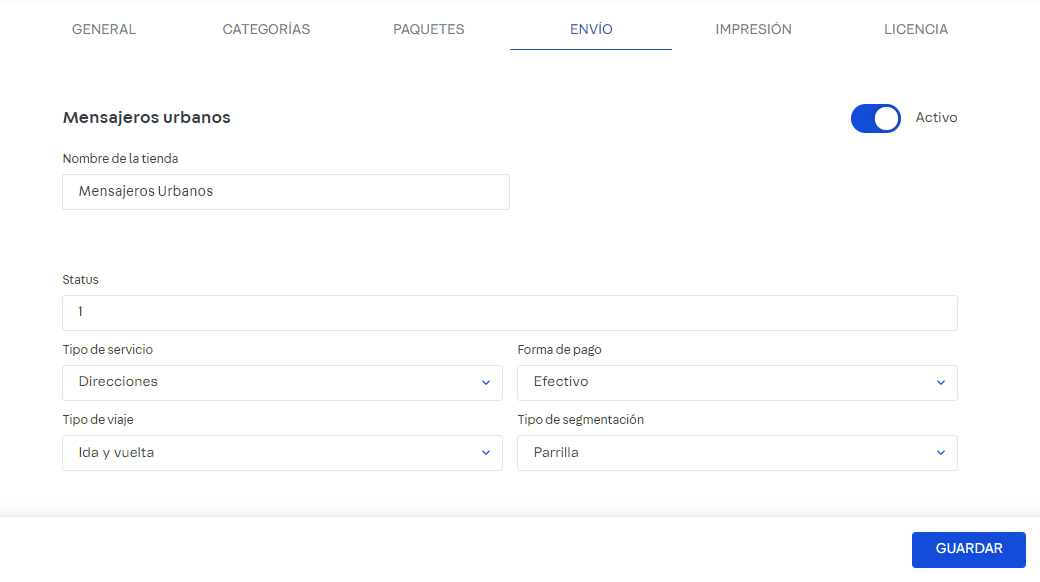 GENERAL CATEGORÍAS PAQUETES ENVÍO IMPRESIÓN LICENCIA
Mensajeros urbanos Activo
Nombre de la tienda
Mensajeros Urbanos
Status
1
Tipo de servicio Forma de pago
Direcciones Efectivo
Tipo de viaje Tipo de segmentación
Ida y vuelta Parrilla
GUARDAR